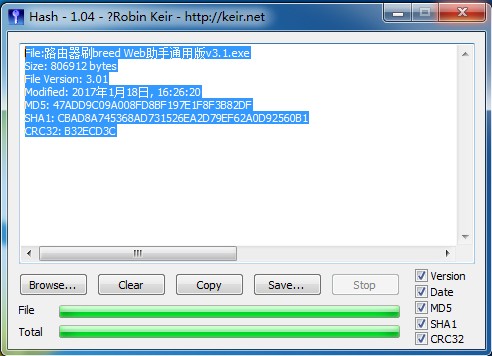 Hash - 1.04 - ?Robin Keir - http://keir.net
File:路由器刷breed Web助手通用版v3.1.exe
Size: 806912 bytes
File Version: 3.01
Modified: 2017年1月18日, 16:26:20
MD5: 47ADD9C09A008FD8BF197E1F8F3B82DF
SHA1: CBAD8A745368AD731526EA2D79EF62A0D92560B1
CRC32: B32ECD3C
Browse...
Clear
Copy
Save...
Stop
File
Total
Version
Date
MD5
SHA1
CRC32